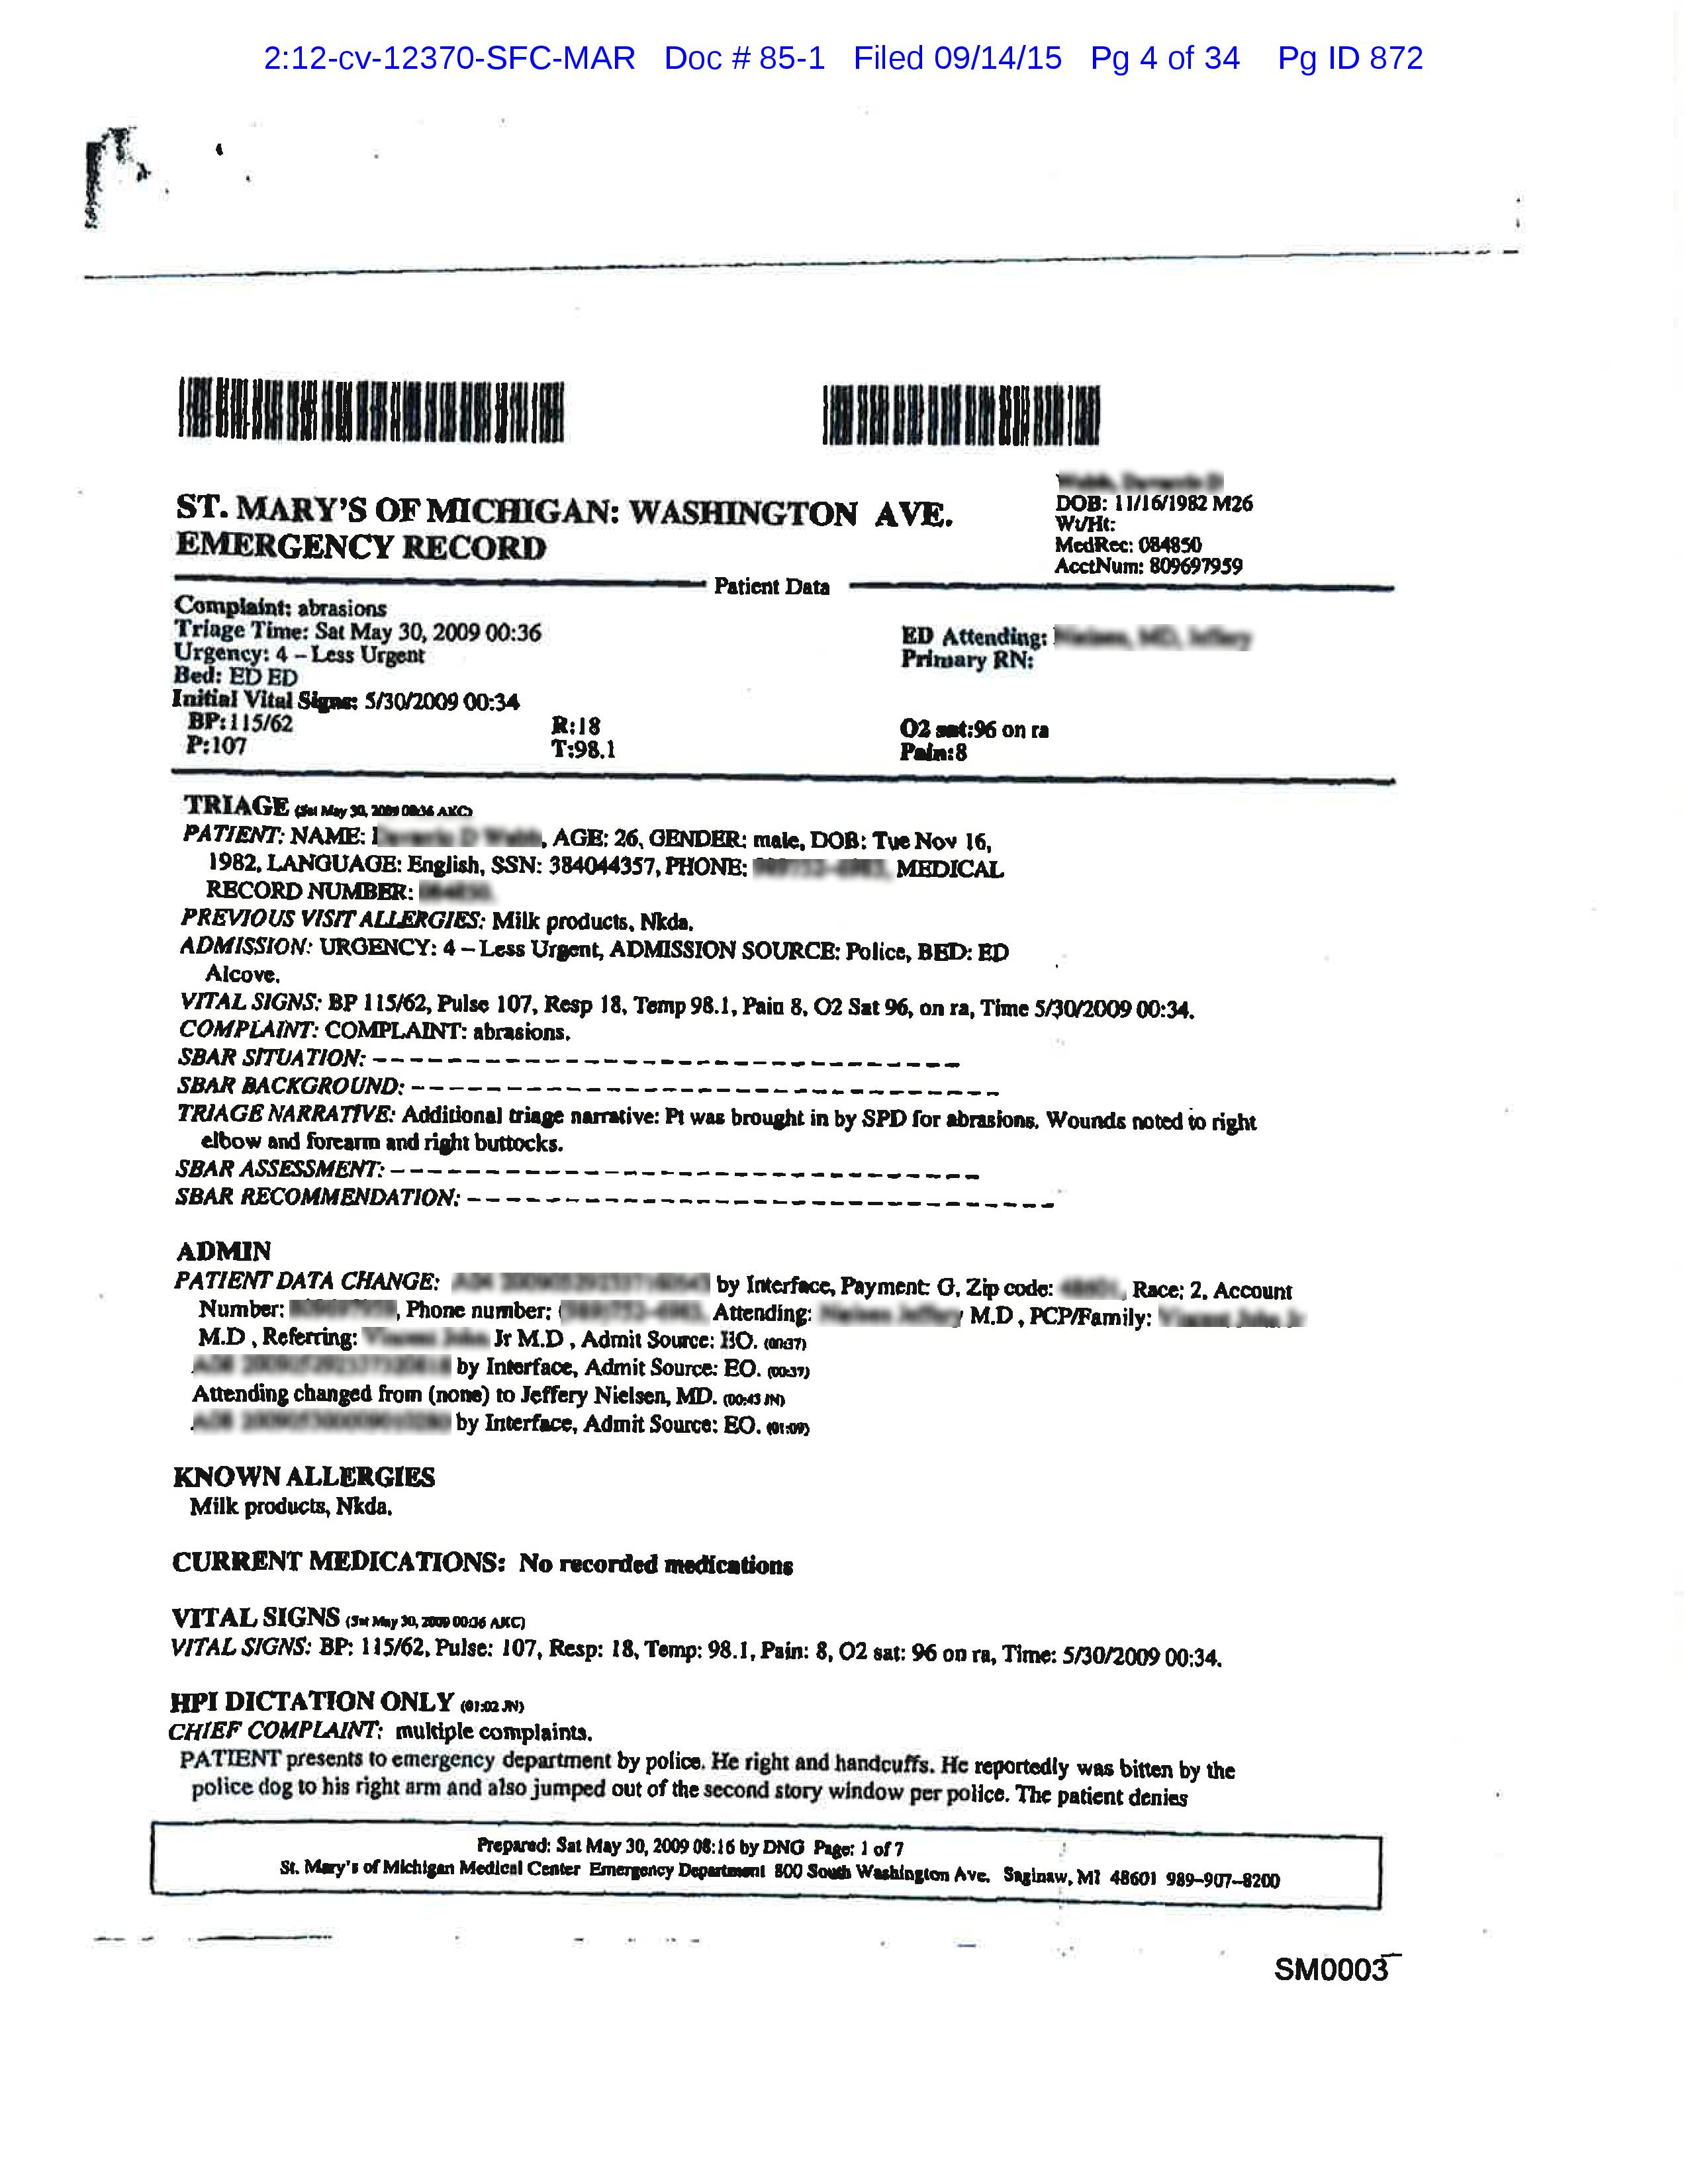 2:12-cv-12370-SFC-MAR Doc # 85-1 Filed 09/14/15 Pg 4 of 34 Pg ID 872
ST. MARY'S OF MICHIGAN: WASHINGTON AVE.
EMERGENCY RECORD
DOB: 11/16/1982 M26
Wt/Ht:
MedRec: 084850
AcctNum: 809697959
Patient Data
Complaint: abrasions
Triage Time: Sat May 30, 2009 00:36
Urgency: 4 – Less Urgent
Bed: ED ED
ED Attending:
Primary RN:
Initial Vital Signs: 5/30/2009 00:34
BP:115/62 R:18 O2 sat:96 on ra
P:107 T:98.1 Pain:8
TRIAGE (Sat May 30, 2009 00:36 AKC)
PATIENT: NAME: , AGE: 26, GENDER: male, DOB: Tue Nov 16,
1982, LANGUAGE: English, SSN: 384044357, PHONE: MEDICAL
RECORD NUMBER:
PREVIOUS VISIT ALLERGIES: Milk products, Nkda.
ADMISSION: URGENCY: 4 – Less Urgent, ADMISSION SOURCE: Police, BED: ED
Alcove.
VITAL SIGNS: BP 115/62, Pulse 107, Resp 18, Temp 98.1, Pain 8, O2 Sat 96, on ra, Time 5/30/2009 00:34.
COMPLAINT: COMPLAINT: abrasions.
SBAR SITUATION: – – – – – – – – – – – – – – – – – – – – – – – – – – – – – –
SBAR BACKGROUND: – – – – – – – – – – – – – – – – – – – – – – – – – – – – – –
TRIAGE NARRATIVE: Additional triage narrative: Pt was brought in by SPD for abrasions. Wounds noted to right
elbow and forearm and right buttocks.
SBAR ASSESSMENT: – – – – – – – – – – – – – – – – – – – – – – – – – – – – – –
SBAR RECOMMENDATION: – – – – – – – – – – – – – – – – – – – – – – – – – – – – – –
ADMIN
PATIENT DATA CHANGE: by Interface, Payment: G, Zip code: , Race: 2, Account
Number: , Phone number: ( Attending: M.D , PCP/Family:
M.D , Referring: Jr M.D , Admit Source: EO. (00:37)
by Interface, Admit Source: EO. (00:37)
Attending changed from (none) to Jeffery Nielsen, MD. (00:43 JN)
by Interface, Admit Source: EO. (01:09)
KNOWN ALLERGIES
Milk products, Nkda.
CURRENT MEDICATIONS: No recorded medications
VITAL SIGNS (Sat May 30, 2009 00:36 AKC)
VITAL SIGNS: BP: 115/62, Pulse: 107, Resp: 18, Temp: 98.1, Pain: 8, O2 sat: 96 on ra, Time: 5/30/2009 00:34.
HPI DICTATION ONLY (01:02 JN)
CHIEF COMPLAINT: multiple complaints.
PATIENT presents to emergency department by police. He right and handcuffs. He reportedly was bitten by the
police dog to his right arm and also jumped out of the second story window per police. The patient denies
Prepared: Sat May 30, 2009 08:16 by DNG Page: 1 of 7
St. Mary's of Michigan Medical Center Emergency Department 800 South Washington Ave. Saginaw, MI 48601 989–907–8200
SM0003